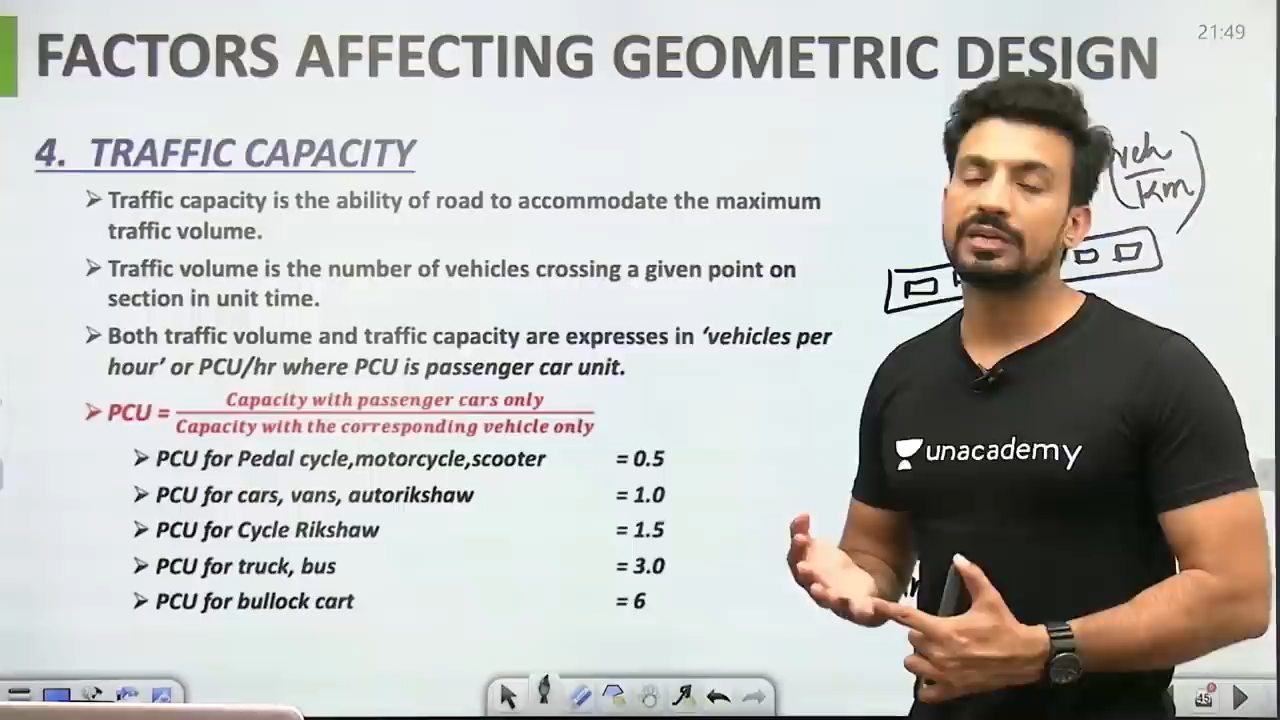 21:49
FACTORS AFFECTING GEOMETRIC DESIGN
4. TRAFFIC CAPACITY
➢ Traffic capacity is the ability of road to accommodate the maximum
traffic volume.
➢ Traffic volume is the number of vehicles crossing a given point on
section in unit time.
➢ Both traffic volume and traffic capacity are expresses in ‘vehicles per
hour’ or PCU/hr where PCU is passenger car unit.
➢ PCU = Capacity with passenger cars only
Capacity with the corresponding vehicle only
➢ PCU for Pedal cycle,motorcycle,scooter = 0.5
➢ PCU for cars, vans, autorikshaw = 1.0
➢ PCU for Cycle Rikshaw = 1.5
➢ PCU for truck, bus = 3.0
➢ PCU for bullock cart = 6
(veh
Km)
unacademy
45